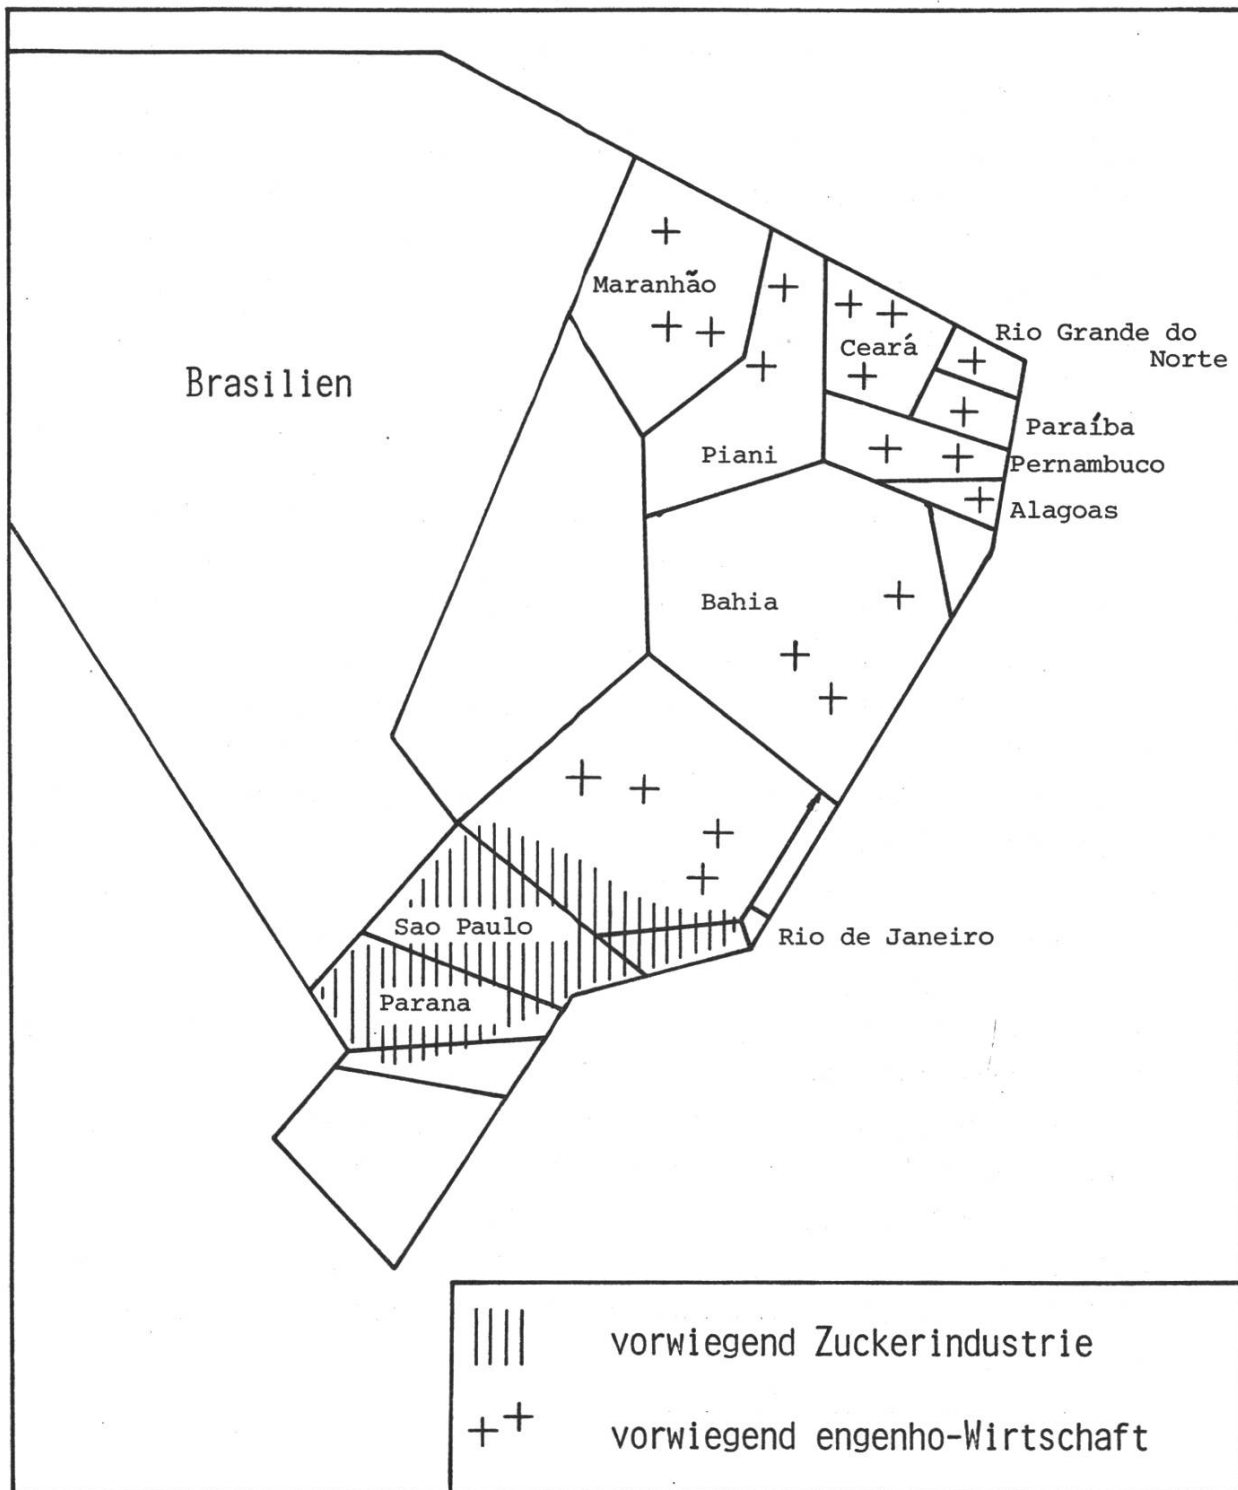 Maranhão
Ceará
Rio Grande do
Norte
Brasilien
Paraíba
Piani
Pernambuco
Alagoas
Bahia
Sao Paulo
Rio de Janeiro
Parana
vorwiegend Zuckerindustrie
vorwiegend engenho-Wirtschaft